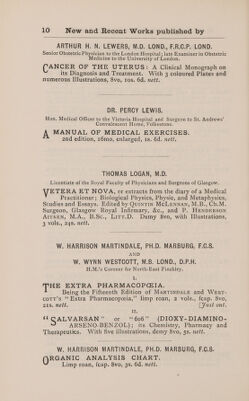 10 New and Recent Works published by
ARTHUR H. N. LEWERS, M.D. LOND., F.R.C.P. LOND.
Senior Obstetric Physician to the London Hospital; late Examiner in Obstetric
Medicine to the University of London.
CANCER OF THE UTERUS: A Clinical Monograph on
its Diagnosis and Treatment. With 3 coloured Plates and
numerous Illustrations, 8vo, 10s. 6d. nett.
DR. PERCY LEWIS.
Hon. Medical Officer to the Victoria Hospital and Surgeon to St. Andrews'
Convalescent Home, Folkestone.
A MANUAL OF MEDICAL EXERCISES.
2nd edition, 16mo, enlarged, 1s. 6d. nett.
THOMAS LOGAN, M.D.
Licentiate of the Royal Faculty of Physicians and Surgeons of Glasgow.
VETERA ET NOVA, or extracts from the diary of a Medical
Practitioner; Biological Physics, Physic, and Metaphysics,
Studies and Essays. Edited by QUINTIN MCLENNAN, M.B., CH.M.
Surgeon, Glasgow Royal Infirmary, &c., and P. HENDERSON
AITKEN, M.A., B.SC., LITT.D. Demy 8vo, with Illustrations,
3 vols., 24s. nett.
W. HARRISON MARTINDALE, PH.D. MARBURG, F.C.S.
AND
W. WYNN WESTCOTT, M.B. LOND., D.P.H.
H.M.'s Coroner for North-East Finchley.
I.
THE EXTRA PHARMACOPŒIA.
Being the Fifteenth Edition of MARTINDALE and WEST-
COTT'S "Extra Pharmacopœia," limp roan, 2 vols., fcap. 8vo,
21s. nett. [Just out.
II.
"SALVARSAN" or "606" (DIOXY-DIAMINO-
ARSENO-BENZOL); its Chemistry, Pharmacy and
Therapeutics. With five illustrations, demy 8vo, 5s. nett.
W. HARRISON MARTINDALE, PH.D. MARBURG, F.C.S.
ORGANIC ANALYSIS CHART.
Limp roan, fcap. 8vo, 3s. 6d. nett.